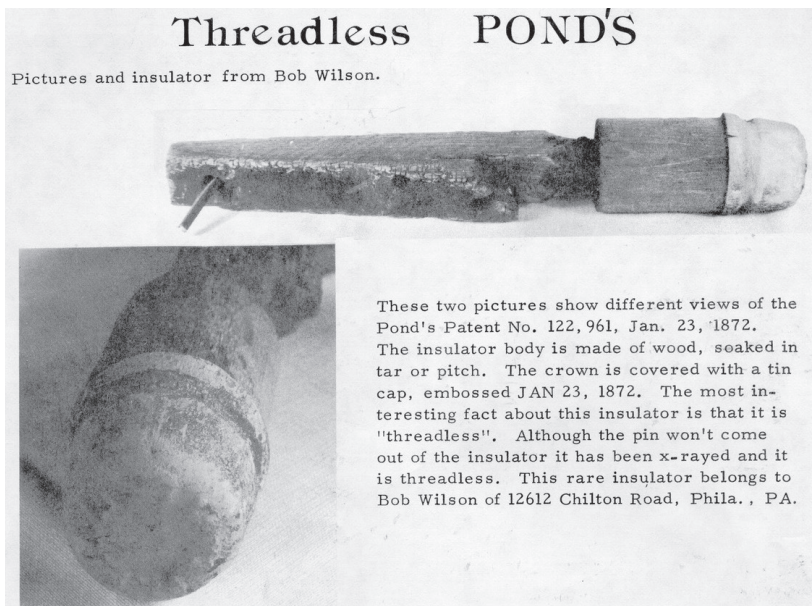 Threadless POND'S
Pictures and insulator from Bob Wilson.
These two pictures show different views of the
Pond's Patent No. 122,961, Jan. 23, 1872.
The insulator body is made of wood, soaked in
tar or pitch. The crown is covered with a tin
cap, embossed JAN 23, 1872. The most in-
teresting fact about this insulator is that it is
"threadless". Although the pin won't come
out of the insulator it has been x-rayed and it
is threadless. This rare insulator belongs to
Bob Wilson of 12612 Chilton Road, Phila., PA.